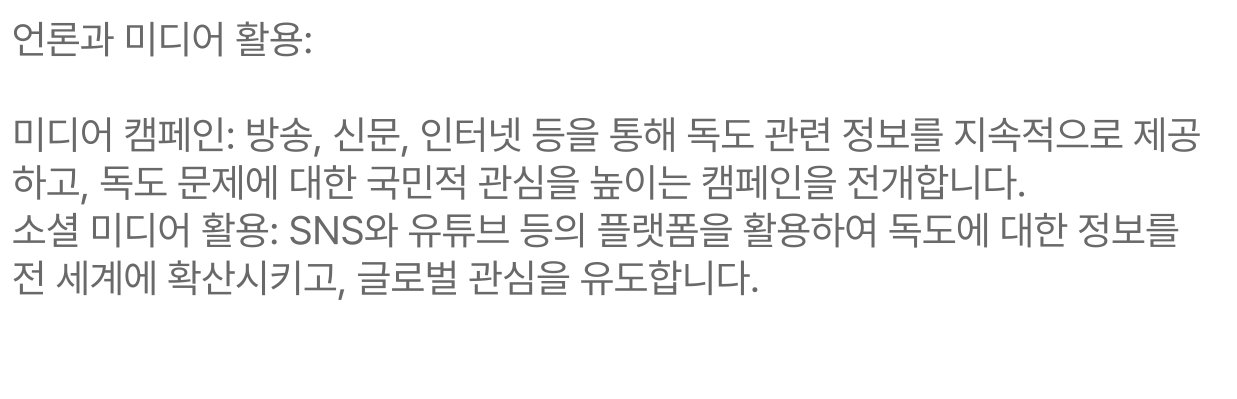 언론과 미디어 활용:
미디어 캠페인: 방송, 신문, 인터넷 등을 통해 독도 관련 정보를 지속적으로 제공
하고, 독도 문제에 대한 국민적 관심을 높이는 캠페인을 전개합니다.
소셜 미디어 활용: SNS와 유튜브 등의 플랫폼을 활용하여 독도에 대한 정보를
전 세계에 확산시키고, 글로벌 관심을 유도합니다.